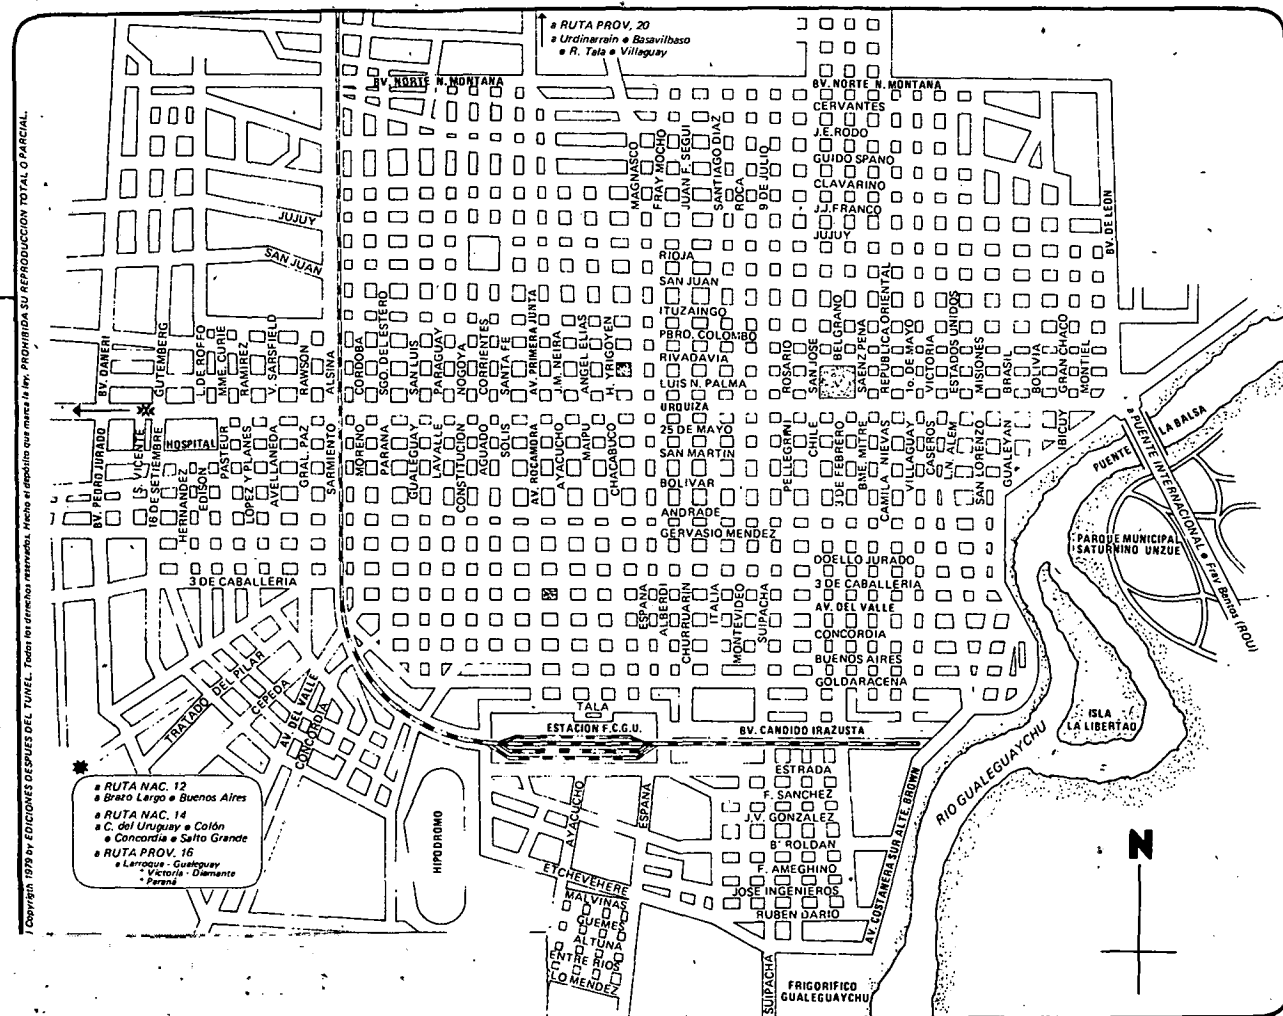 a RUTA PROV. 20
a Urdinarrain • Basavilbaso
• R. Tala • Villaguay
BV. NORTE N. MONTANA
BV. NORTE N. MONTANA
CERVANTES
J.E. RODO
GUIDO SPANO
CLAVARINO
J.J. FRANCO
JUJUY
MAGNASCO
FRAY MOCHO
JUAN F. SEGUI
SANTIAGO DIAZ
ROCA
9 DE JULIO
BV. DE LEON
JUJUY
SAN JUAN
RIOJA
SAN JUAN
ITUZAINGO
PBRO. COLOMBO
RIVADAVIA
LUIS N. PALMA
URQUIZA
25 DE MAYO
SAN MARTIN
BOLIVAR
ANDRADE
GERVASIO MENDEZ
BV. DANERI
GUTEMBERG
L. DE ROFFO
MME. CURIE
RAMIREZ
V. SARSFIELD
RAWSON
ALSINA
CORDOBA
SGO. DEL ESTERO
SAN LUIS
PARAGUAY
NOGOYA
CORRIENTES
SANTA FE
AV. PRIMERA JUNTA
J.M. NEIRA
ANGEL ELIAS
H. YRIGOYEN
ROSARIO
SAN JOSE
BELGRANO
SAENZ PEÑA
REPUBLICA ORIENTAL
1o. DE MAYO
VICTORIA
ESTADOS UNIDOS
MISIONES
BRASIL
BOLIVIA
GRAN CHACO
MONTIEL
BV. PEDRO JURADO
S. VICENTE
16 DE SETIEMBRE
HOSPITAL
HERNANDEZ
EDISON
PASTEUR
LOPEZ Y PLANES
AVELLANEDA
GRAL. PAZ
SARMIENTO
MORENO
PARANA
GUALEGUAY
LAVALLE
CONSTITUCION
AGUADO
SOLIS
AV. ROCAMORA
AYACUCHO
MAIPU
CHACABUCO
PELLEGRINI
CHILE
3 DE FEBRERO
BME. MITRE
CAMILA NIEVAS
VILLAGUAY
CASEROS
L.N. ALEM
SAN LORENZO
GUALEYAN
IBICUY
PUENTE LA BALSA
a PUENTE INTERNACIONAL • Fray Bentos (ROU)
PARQUE MUNICIPAL
SATURNINO UNZUE
DOELLO JURADO
3 DE CABALLERIA
AV. DEL VALLE
CONCORDIA
BUENOS AIRES
GOLDARACENA
3 DE CABALLERIA
ESPAÑA
ALBERDI
CHURRUARIN
ITALIA
MONTEVIDEO
SUIPACHA
TRATADO DEL PILAR
CEPEDA
AV. DEL VALLE
CONCORDIA
TALA
ESTACION F.C.G.U.
BV. CANDIDO IRAZUSTA
ISLA
LA LIBERTAD
RIO GUALEGUAYCHU
a RUTA NAC. 12
a Brazo Largo • Buenos Aires
a RUTA NAC. 14
a C. del Uruguay • Colón
• Concordia • Salto Grande
a RUTA PROV. 16
a Larroque - Gualeguay
* Victoria - Diamante
* Paraná
HIPODROMO
AYACUCHO
ESPAÑA
ETCHEVEHERE
MALVINAS
GUEMES
ALTUNA
ENTRE RIOS
LO MENDEZ
ESTRADA
F. SANCHEZ
J.V. GONZALEZ
B° ROLDAN
F. AMEGHINO
JOSE INGENIEROS
RUBEN DARIO
AV. COSTANERA SUR ALTE. BROWN
SUIPACHA
FRIGORIFICO
GUALEGUAYCHU
N
Copyrigth 1979 by EDICIONES DESPUES DEL TUNEL. Todos los derechos reservados. Hecho el depósito que marca la ley. PROHIBIDA SU REPRODUCCION TOTAL O PARCIAL.